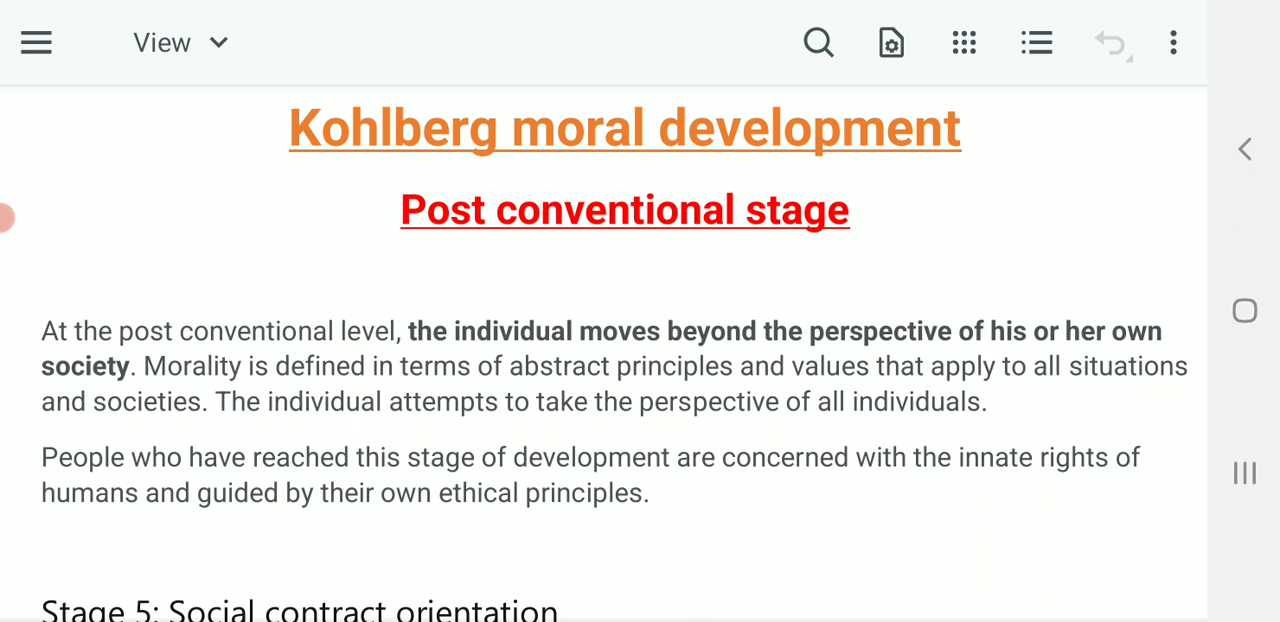 View
Kohlberg moral development
Post conventional stage
At the post conventional level, the individual moves beyond the perspective of his or her own
society. Morality is defined in terms of abstract principles and values that apply to all situations
and societies. The individual attempts to take the perspective of all individuals.
People who have reached this stage of development are concerned with the innate rights of
humans and guided by their own ethical principles.
Stage 5: Social contract orientation